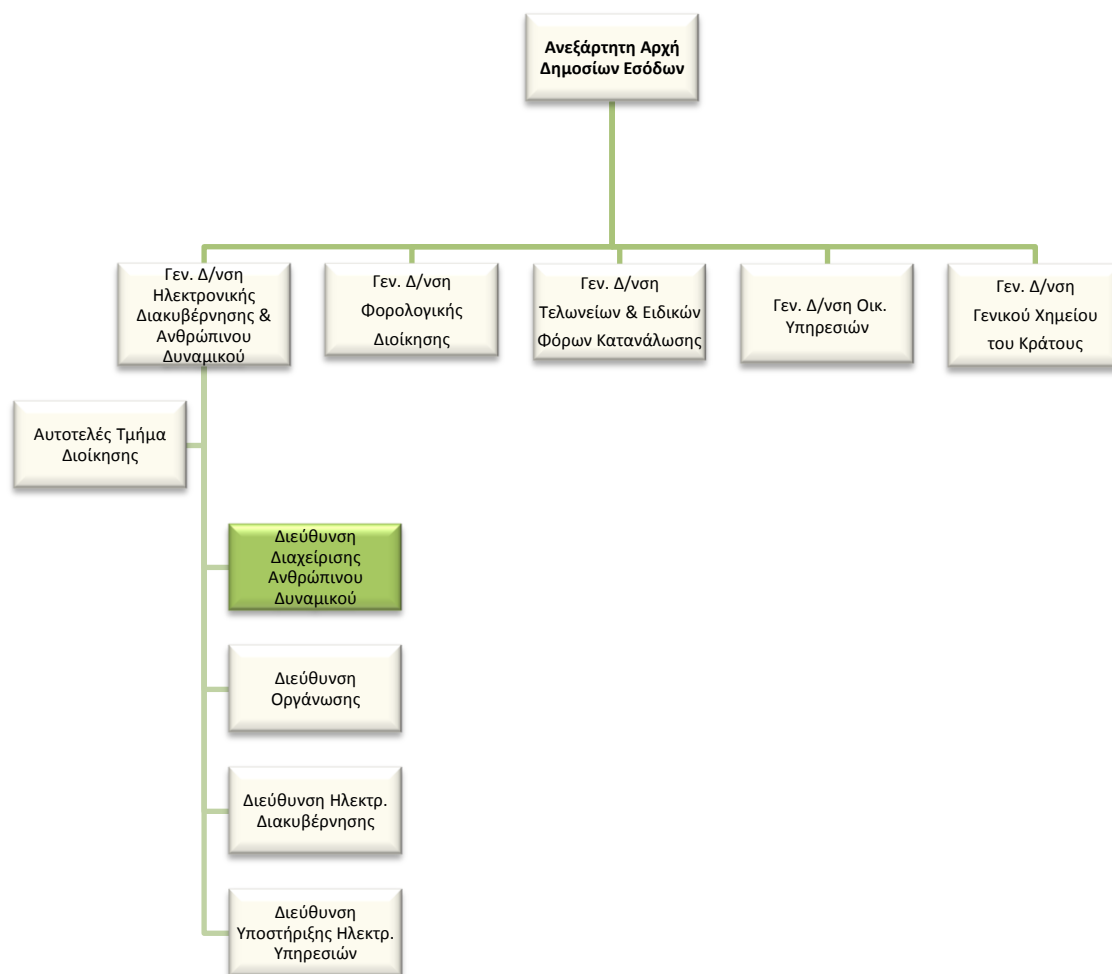 Ανεξάρτητη Αρχή
Δημοσίων Εσόδων
Γεν. Δ/νση
Ηλεκτρονικής
Διακυβέρνησης &
Ανθρώπινου
Δυναμικού
Γεν. Δ/νση
Φορολογικής
Διοίκησης
Γεν. Δ/νση
Τελωνείων & Ειδικών
Φόρων Κατανάλωσης
Γεν. Δ/νση Οικ.
Υπηρεσιών
Γεν. Δ/νση
Γενικού Χημείου
του Κράτους
Αυτοτελές Τμήμα
Διοίκησης
Διεύθυνση
Διαχείρισης
Ανθρώπινου
Δυναμικού
Διεύθυνση
Οργάνωσης
Διεύθυνση Ηλεκτρ.
Διακυβέρνησης
Διεύθυνση
Υποστήριξης Ηλεκτρ.
Υπηρεσιών